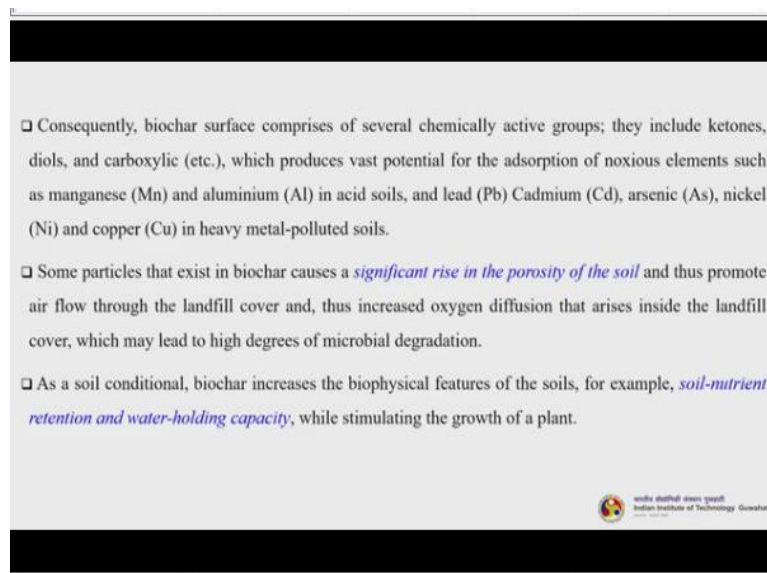 ❑ Consequently, biochar surface comprises of several chemically active groups; they include ketones,
diols, and carboxylic (etc.), which produces vast potential for the adsorption of noxious elements such
as manganese (Mn) and aluminium (Al) in acid soils, and lead (Pb) Cadmium (Cd), arsenic (As), nickel
(Ni) and copper (Cu) in heavy metal-polluted soils.
❑ Some particles that exist in biochar causes a significant rise in the porosity of the soil and thus promote
air flow through the landfill cover and, thus increased oxygen diffusion that arises inside the landfill
cover, which may lead to high degrees of microbial degradation.
❑ As a soil conditional, biochar increases the biophysical features of the soils, for example, soil-nutrient
retention and water-holding capacity, while stimulating the growth of a plant.
Indian Institute of Technology